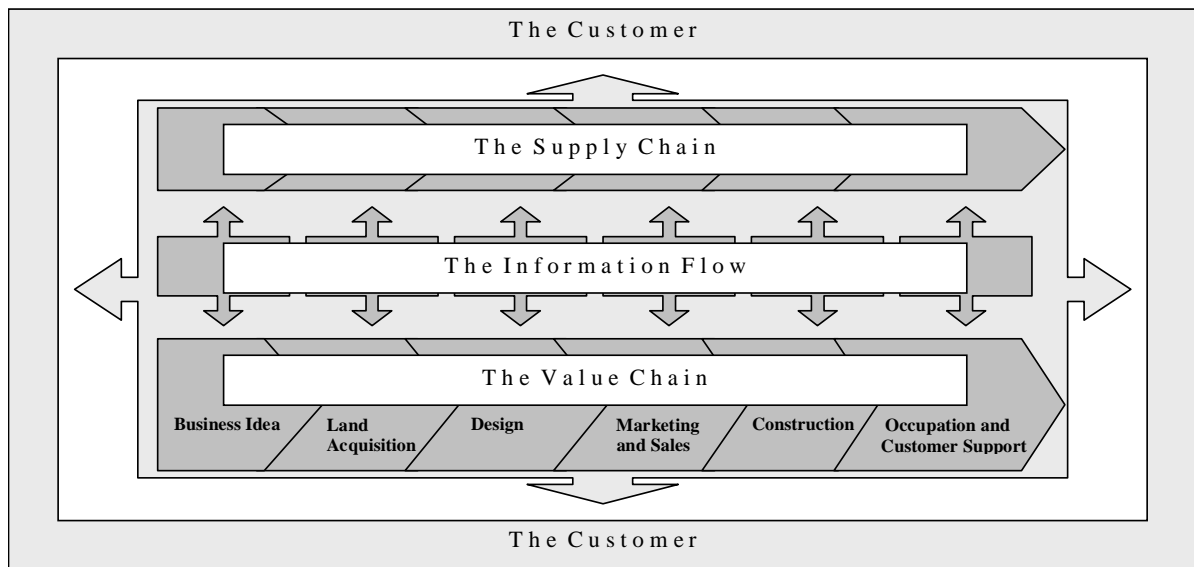 The Customer
The Supply Chain
The Information Flow
The Value Chain
Business Idea
Land
Acquisition
Design
Marketing
and Sales
Construction
Occupation and
Customer Support
The Customer